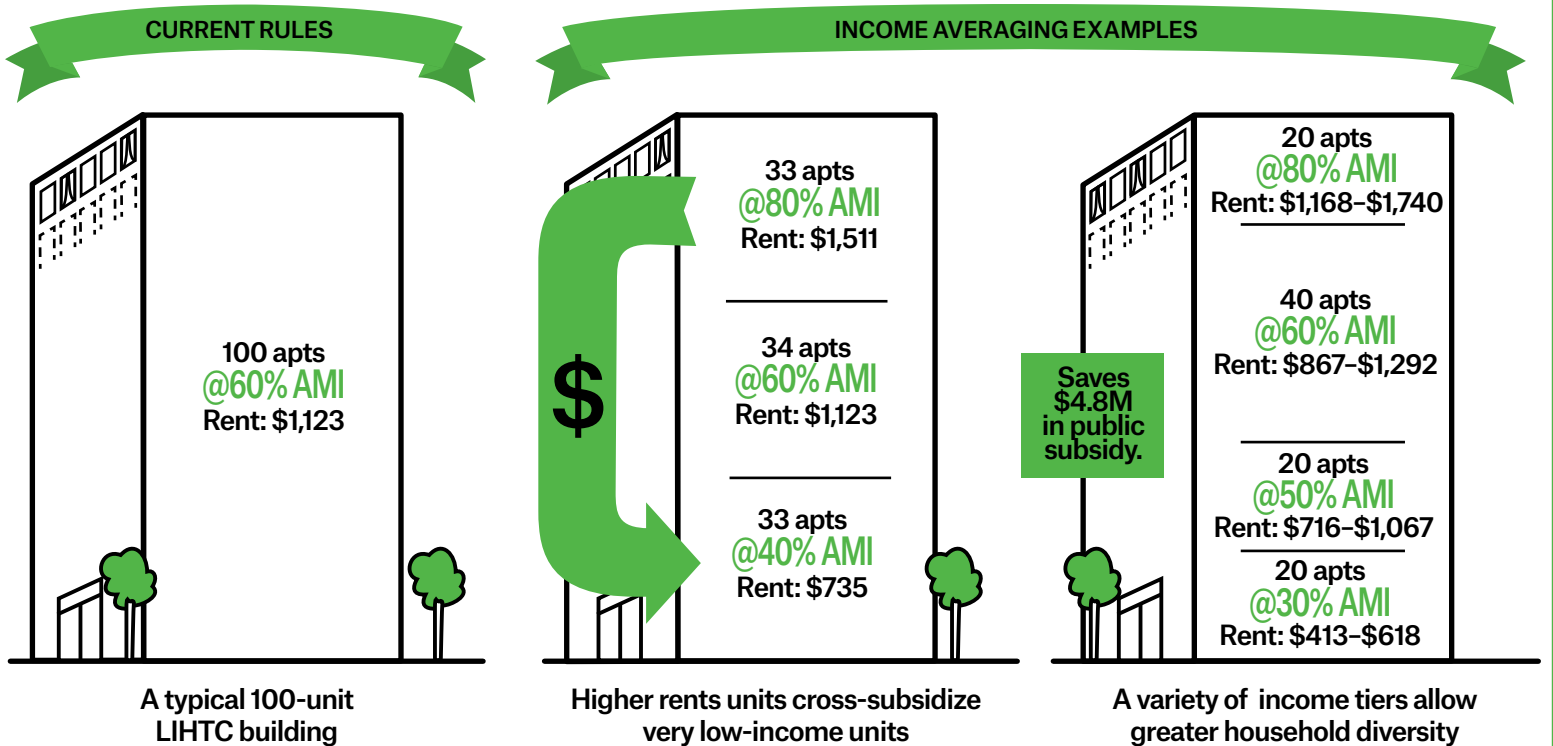 CURRENT RULES
INCOME AVERAGING EXAMPLES
100 apts
@60% AMI
Rent: $1,123
A typical 100-unit
LIHTC building
$
33 apts
@80% AMI
Rent: $1,511
34 apts
@60% AMI
Rent: $1,123
33 apts
@40% AMI
Rent: $735
Higher rents units cross-subsidize
very low-income units
Saves
$4.8M
in public
subsidy.
20 apts
@80% AMI
Rent: $1,168–$1,740
40 apts
@60% AMI
Rent: $867–$1,292
20 apts
@50% AMI
Rent: $716–$1,067
20 apts
@30% AMI
Rent: $413–$618
A variety of income tiers allow
greater household diversity